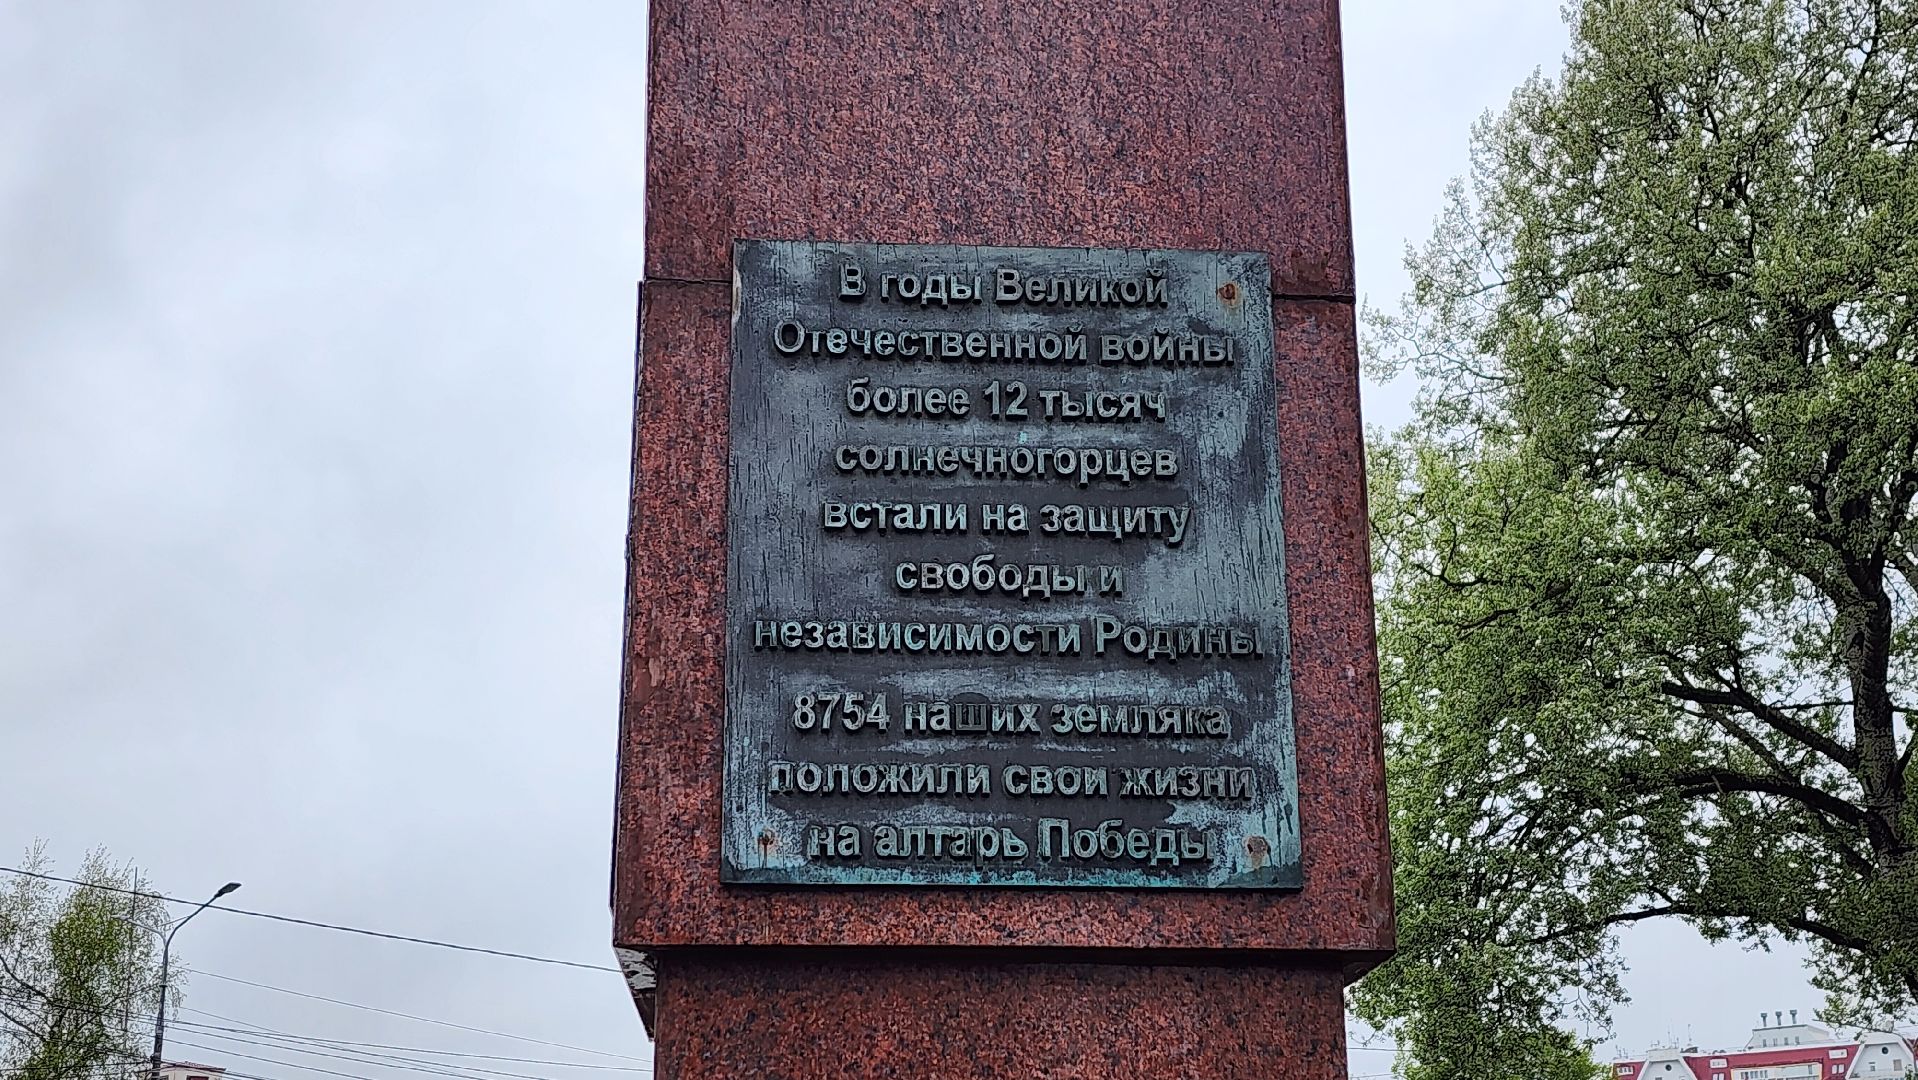 В годы Великой
Отечественной войны
более 12 тысяч
солнечногорцев
встали на защиту
свободы и
независимости Родины
8754 наших земляка
положили свои жизни
на алтарь Победы